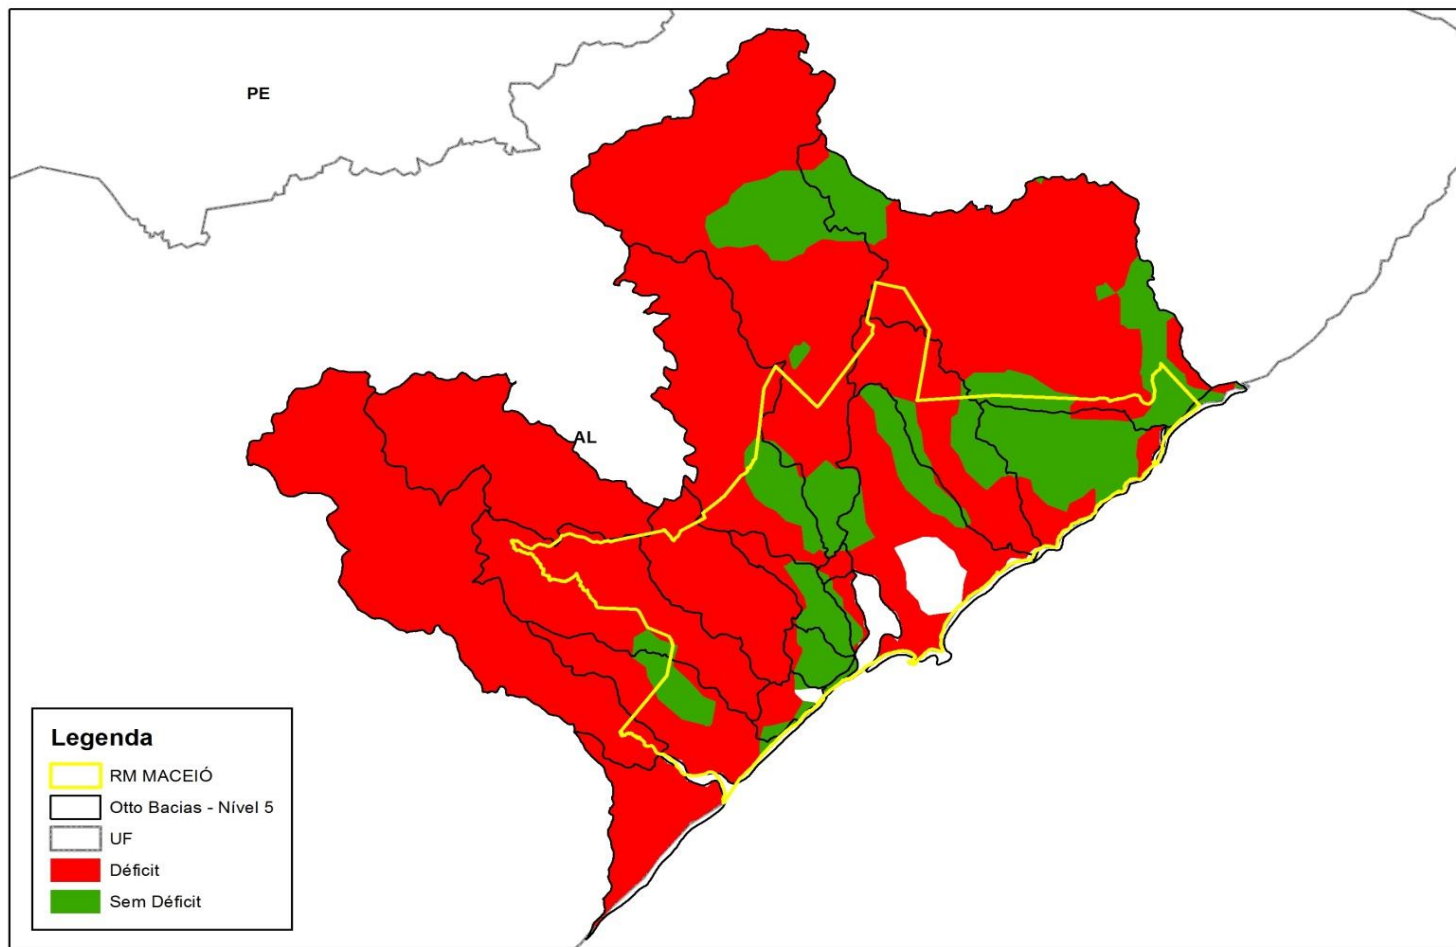 PE
AL
Legenda
RM MACEIÓ
Otto Bacias - Nível 5
UF
Déficit
Sem Déficit